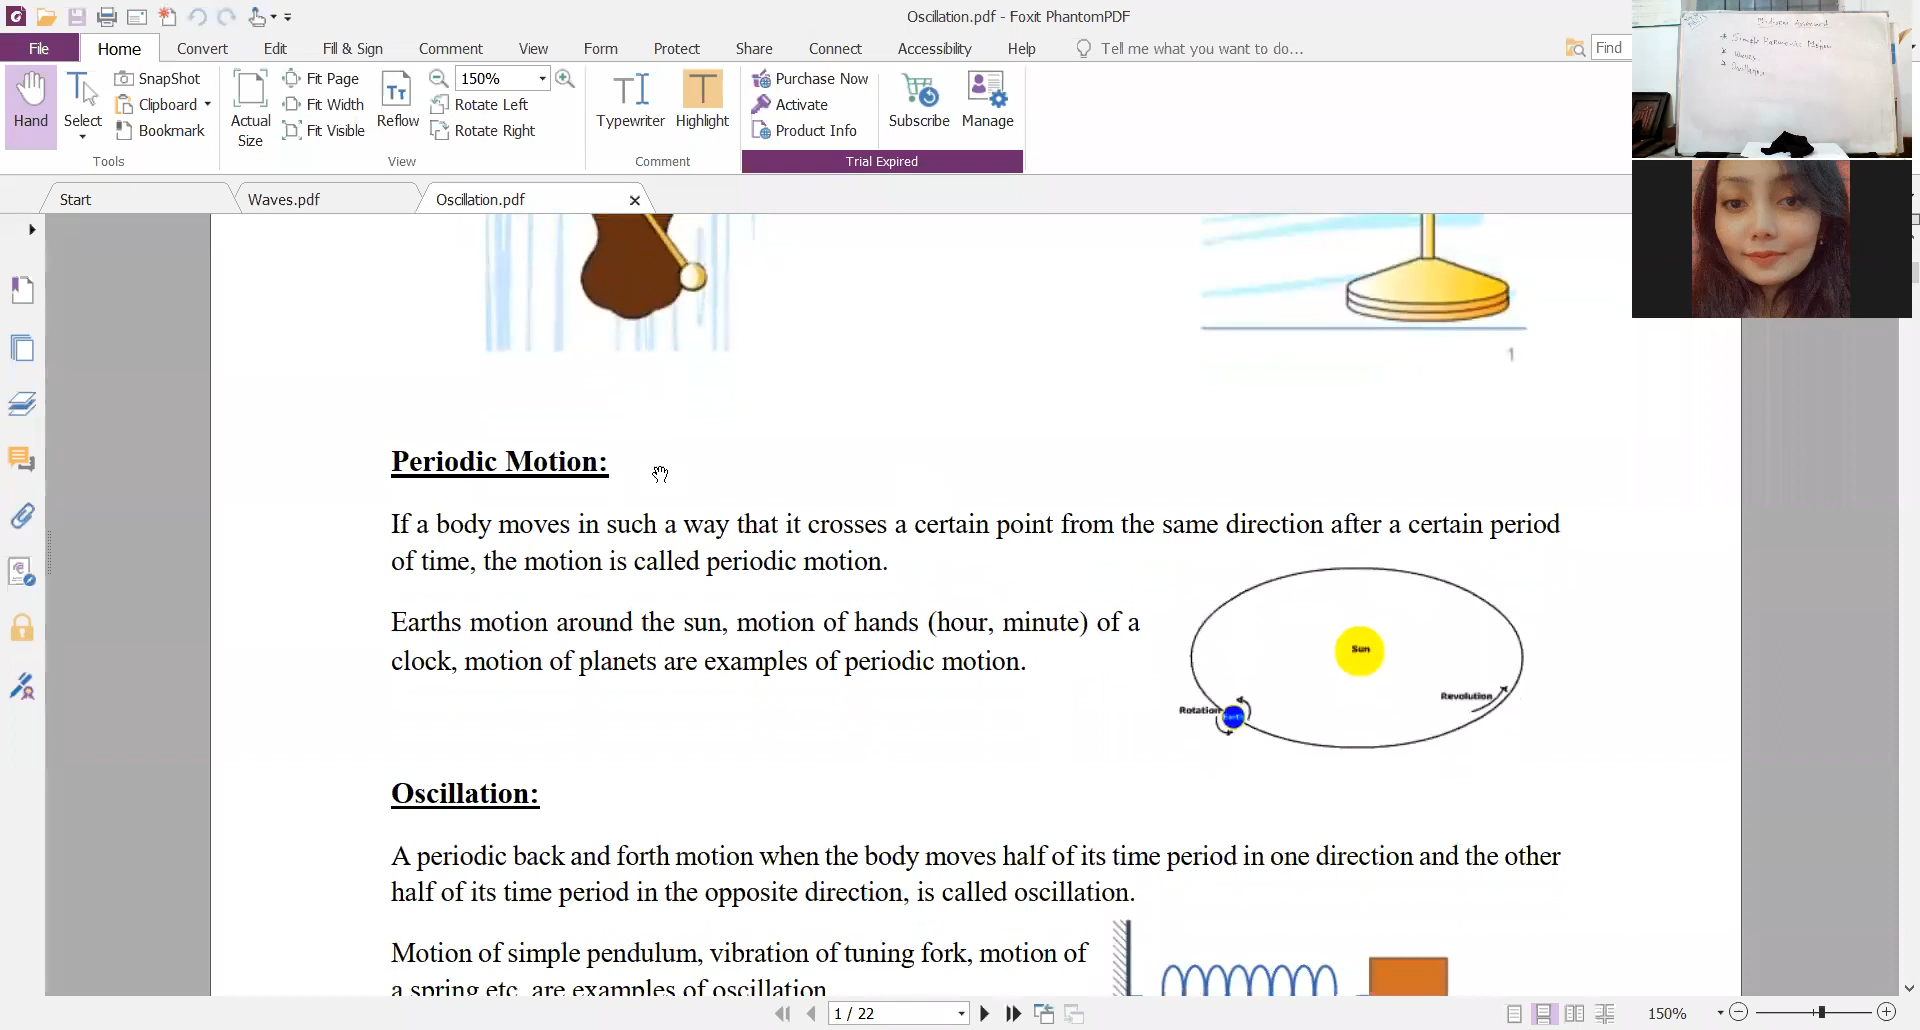 Oscillation.pdf - Foxit PhantomPDF
File Home Convert Edit Fill & Sign Comment View Form Protect Share Connect Accessibility Help Tell me what you want to do... Find
Hand
Select
SnapShot
Clipboard
Bookmark
Tools
Actual Size
Fit Page
Fit Width
Fit Visible
Reflow
150%
Rotate Left
Rotate Right
View
Typewriter
Highlight
Comment
Purchase Now
Activate
Product Info
Trial Expired
Subscribe
Manage
Start Waves.pdf Oscillation.pdf
Simple Harmonic Motion
Waves
1
Periodic Motion:
If a body moves in such a way that it crosses a certain point from the same direction after a certain period
of time, the motion is called periodic motion.
Earths motion around the sun, motion of hands (hour, minute) of a
clock, motion of planets are examples of periodic motion.
Sun
Revolution
Rotation
Earth
Oscillation:
A periodic back and forth motion when the body moves half of its time period in one direction and the other
half of its time period in the opposite direction, is called oscillation.
Motion of simple pendulum, vibration of tuning fork, motion of
a spring etc. are examples of oscillation
1 / 22
150%